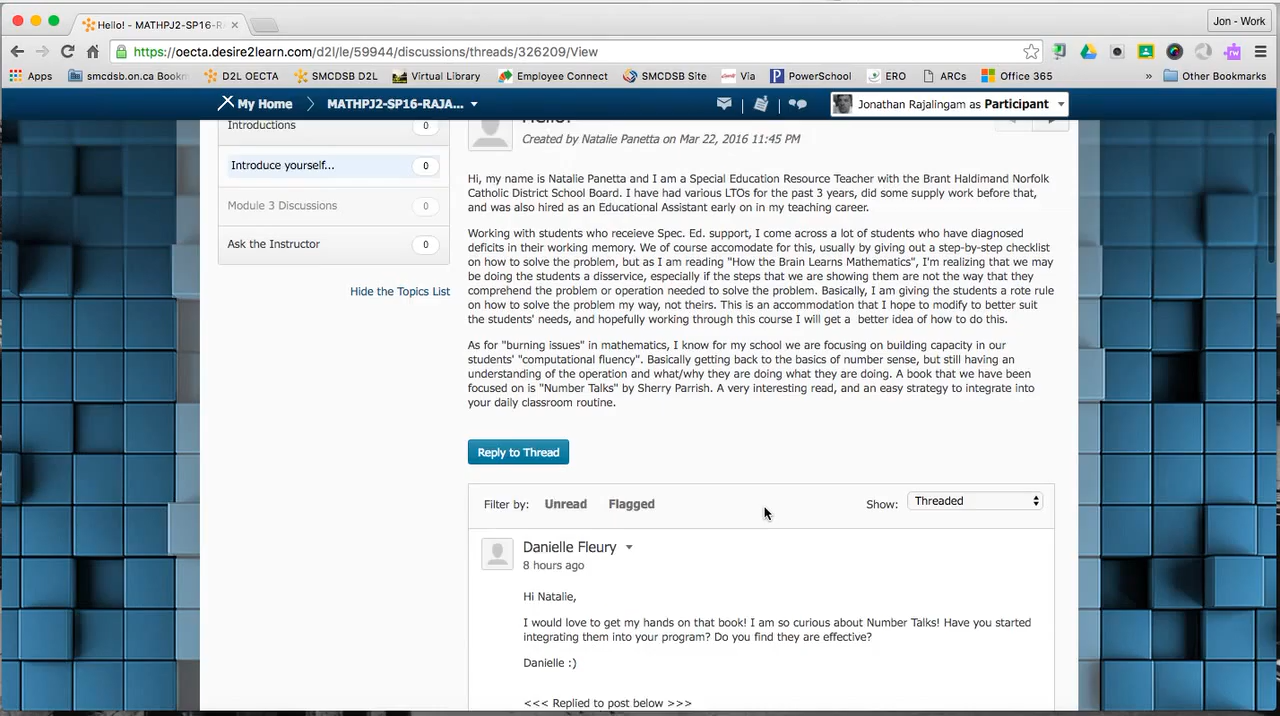 Hello! - MATHPJ2-SP16-RA
Jon - Work
https://oecta.desire2learn.com/d2l/le/59944/discussions/threads/326209/View
Apps smcdsb.on.ca Bookm D2L OECTA SMCDSB D2L Virtual Library Employee Connect SMCDSB Site Via PowerSchool ERO ARCs Office 365 » Other Bookmarks
My Home MATHPJ2-SP16-RAJA... Jonathan Rajalingam as Participant
Introductions 0
Introduce yourself... 0
Module 3 Discussions 0
Ask the Instructor 0
Hide the Topics List
Hello!
Created by Natalie Panetta on Mar 22, 2016 11:45 PM
Hi, my name is Natalie Panetta and I am a Special Education Resource Teacher with the Brant Haldimand Norfolk
Catholic District School Board. I have had various LTOs for the past 3 years, did some supply work before that,
and was also hired as an Educational Assistant early on in my teaching career.
Working with students who receieve Spec. Ed. support, I come across a lot of students who have diagnosed
deficits in their working memory. We of course accomodate for this, usually by giving out a step-by-step checklist
on how to solve the problem, but as I am reading "How the Brain Learns Mathematics", I'm realizing that we may
be doing the students a disservice, especially if the steps that we are showing them are not the way that they
comprehend the problem or operation needed to solve the problem. Basically, I am giving the students a rote rule
on how to solve the problem my way, not theirs. This is an accommodation that I hope to modify to better suit
the students' needs, and hopefully working through this course I will get a better idea of how to do this.
As for "burning issues" in mathematics, I know for my school we are focusing on building capacity in our
students' "computational fluency". Basically getting back to the basics of number sense, but still having an
understanding of the operation and what/why they are doing what they are doing. A book that we have been
focused on is "Number Talks" by Sherry Parrish. A very interesting read, and an easy strategy to integrate into
your daily classroom routine.
Reply to Thread
Filter by: Unread Flagged Show: Threaded
Danielle Fleury
8 hours ago
Hi Natalie,
I would love to get my hands on that book! I am so curious about Number Talks! Have you started
integrating them into your program? Do you find they are effective?
Danielle :)
<<< Replied to post below >>>